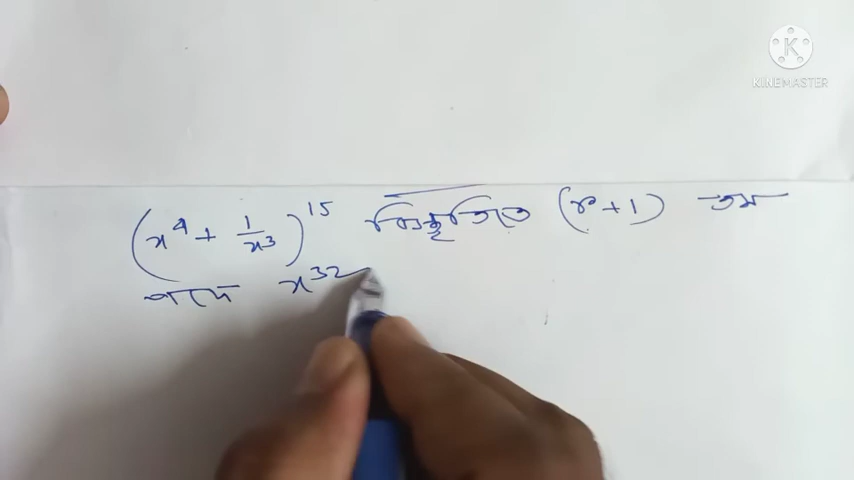 KINEMASTER
(x⁴ + 1/x³)¹⁵ বিস্তৃতিতে (r+1) তম
পদে x³²